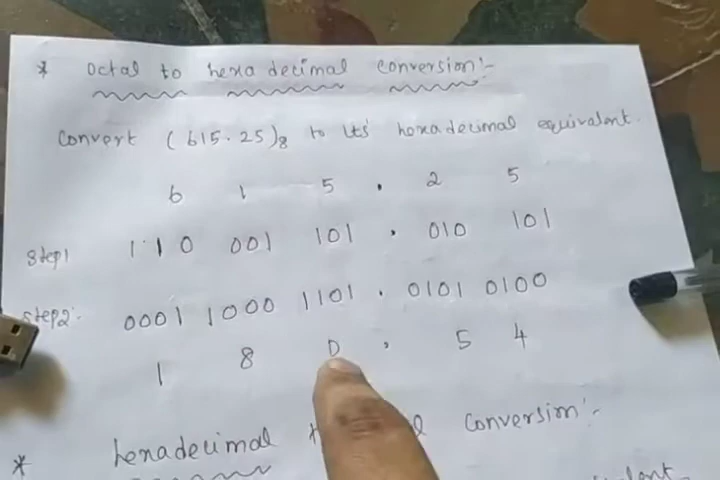 * Octal to hexa decimal conversion:-
Convert (615.25)8 to its' hexadecimal equivalent.
6 1 5 . 2 5
Step1 110 001 101 . 010 101
Step2:- 0001 1000 1101 . 0101 0100
1 8 D . 5 4
* hexadecimal conversion:-